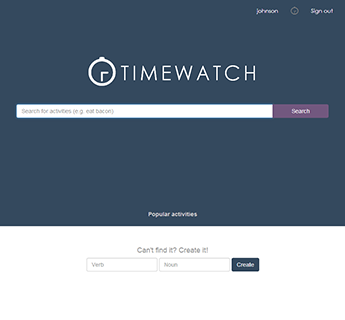 johnson Sign out
TIMEWATCH
Search for activities (e.g. eat bacon) Search
Popular activities
Can't find it? Create it!
Verb Noun Create